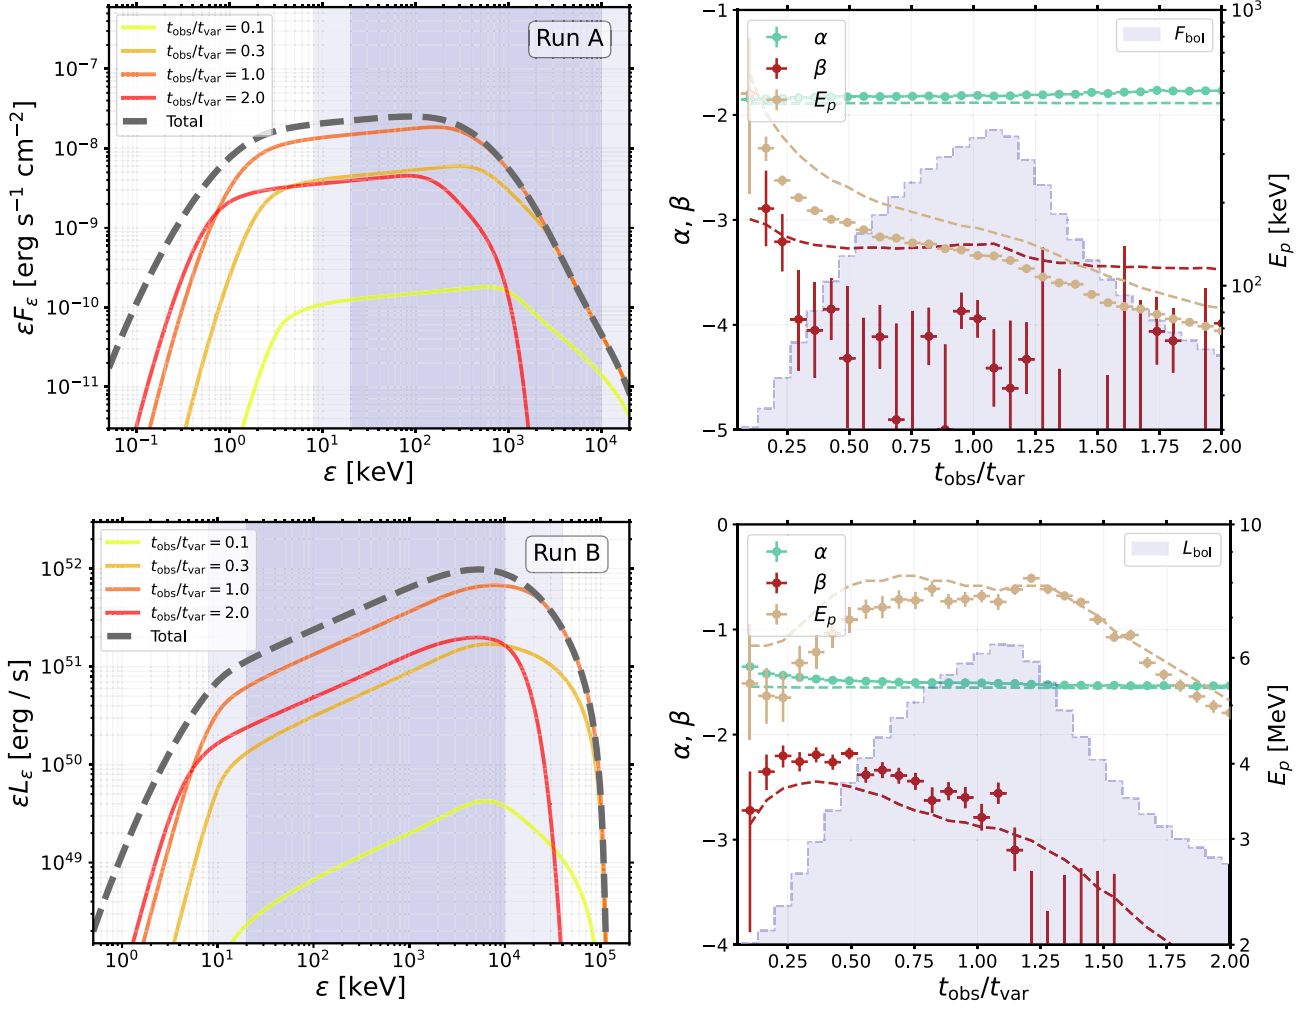 t_obs/t_var = 0.1
t_obs/t_var = 0.3
t_obs/t_var = 1.0
t_obs/t_var = 2.0
Total
Run A
10^−7
10^−8
10^−9
10^−10
10^−11
εF_ε [erg s^−1 cm^−2]
10^−1 10^0 10^1 10^2 10^3 10^4
ε [keV]
α
β
E_p
F_bol
−1
−2
−3
−4
−5
α, β
10^3
10^2
E_p [keV]
0.25 0.50 0.75 1.00 1.25 1.50 1.75 2.00
t_obs/t_var
t_obs/t_var = 0.1
t_obs/t_var = 0.3
t_obs/t_var = 1.0
t_obs/t_var = 2.0
Total
Run B
10^52
10^51
10^50
10^49
εL_ε [erg / s]
10^0 10^1 10^2 10^3 10^4 10^5
ε [keV]
α
β
E_p
L_bol
0
−1
−2
−3
−4
α, β
10
6
4
3
2
E_p [MeV]
0.25 0.50 0.75 1.00 1.25 1.50 1.75 2.00
t_obs/t_var